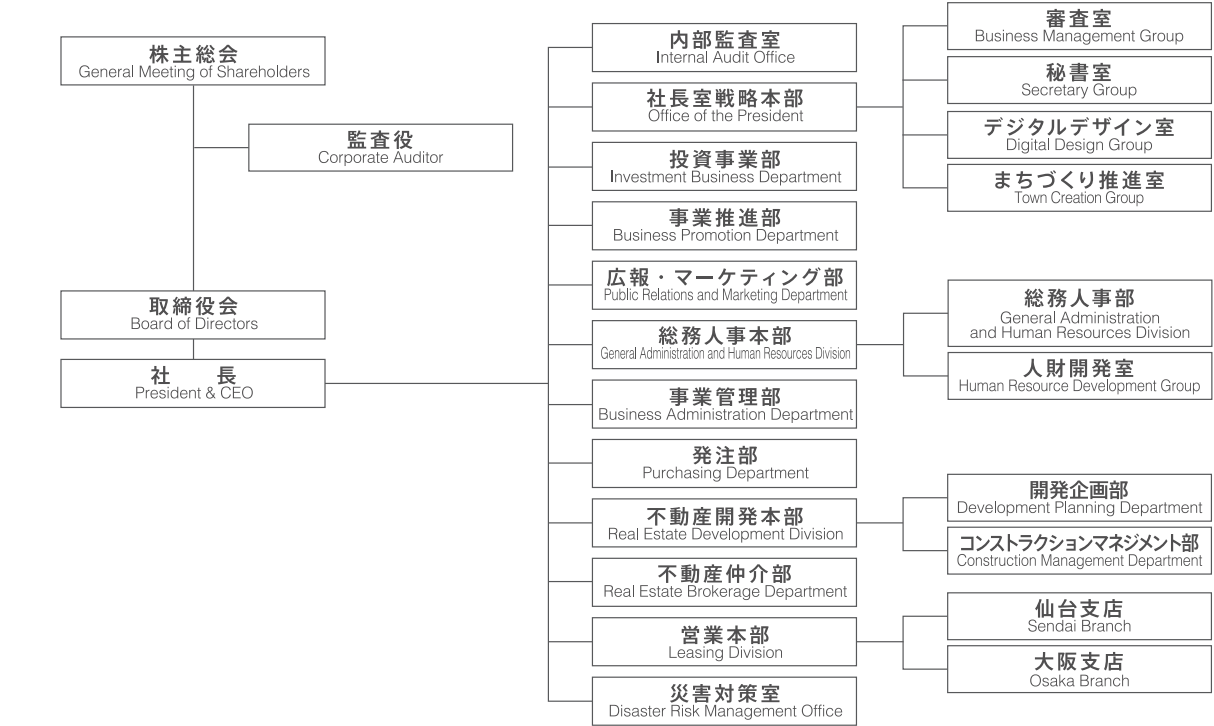 株主総会
General Meeting of Shareholders
監査役
Corporate Auditor
取締役会
Board of Directors
社　長
President & CEO
内部監査室
Internal Audit Office
社長室戦略本部
Office of the President
投資事業部
Investment Business Department
事業推進部
Business Promotion Department
広報・マーケティング部
Public Relations and Marketing Department
総務人事本部
General Administration and Human Resources Division
事業管理部
Business Administration Department
発注部
Purchasing Department
不動産開発本部
Real Estate Development Division
不動産仲介部
Real Estate Brokerage Department
営業本部
Leasing Division
災害対策室
Disaster Risk Management Office
審査室
Business Management Group
秘書室
Secretary Group
デジタルデザイン室
Digital Design Group
まちづくり推進室
Town Creation Group
総務人事部
General Administration
and Human Resources Division
人財開発室
Human Resource Development Group
開発企画部
Development Planning Department
コンストラクションマネジメント部
Construction Management Department
仙台支店
Sendai Branch
大阪支店
Osaka Branch